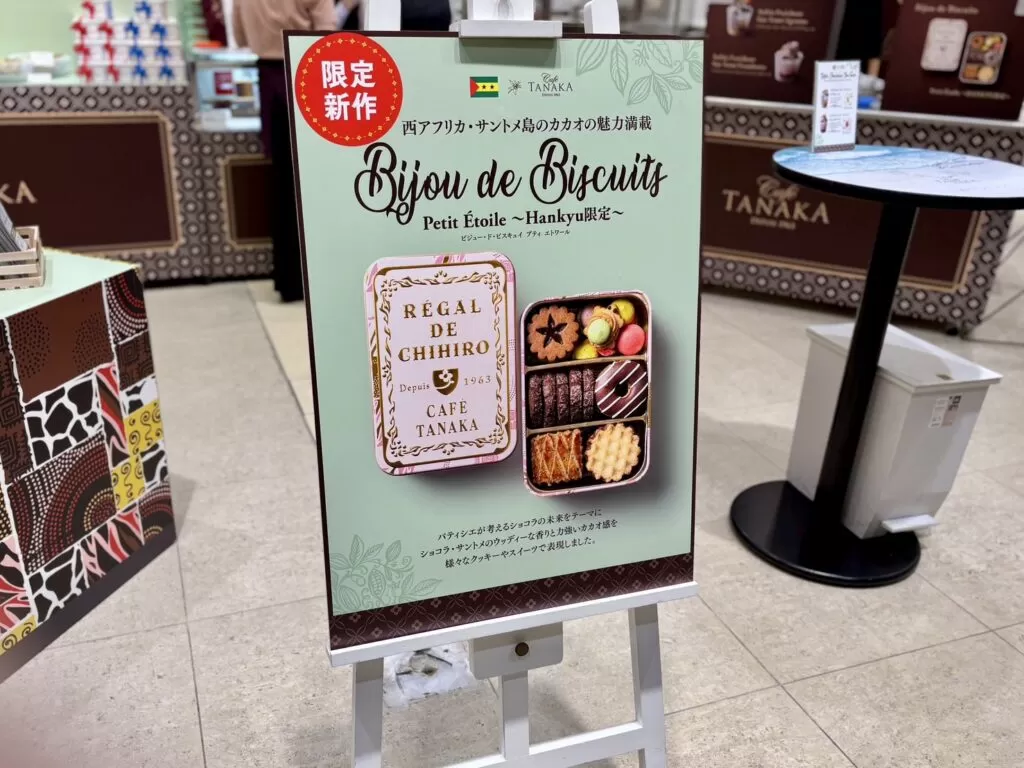 限定
新作
Café
TANAKA
DEPUIS 1963
西アフリカ・サントメ島のカカオの魅力満載
Bijou de Biscuits
Petit Étoile ～Hankyu限定～
ビジュー・ド・ビスキュイ プティ エトワール
RÉGAL
DE
CHIHIRO
Depuis 1963
CAFÉ
TANAKA
パティシエが考えるショコラの未来をテーマに
ショコラ・サントメのウッディーな香りと力強いカカオ感を
様々なクッキーやスイーツで表現しました。
Café
TANAKA
Bijou de Biscuits
KA